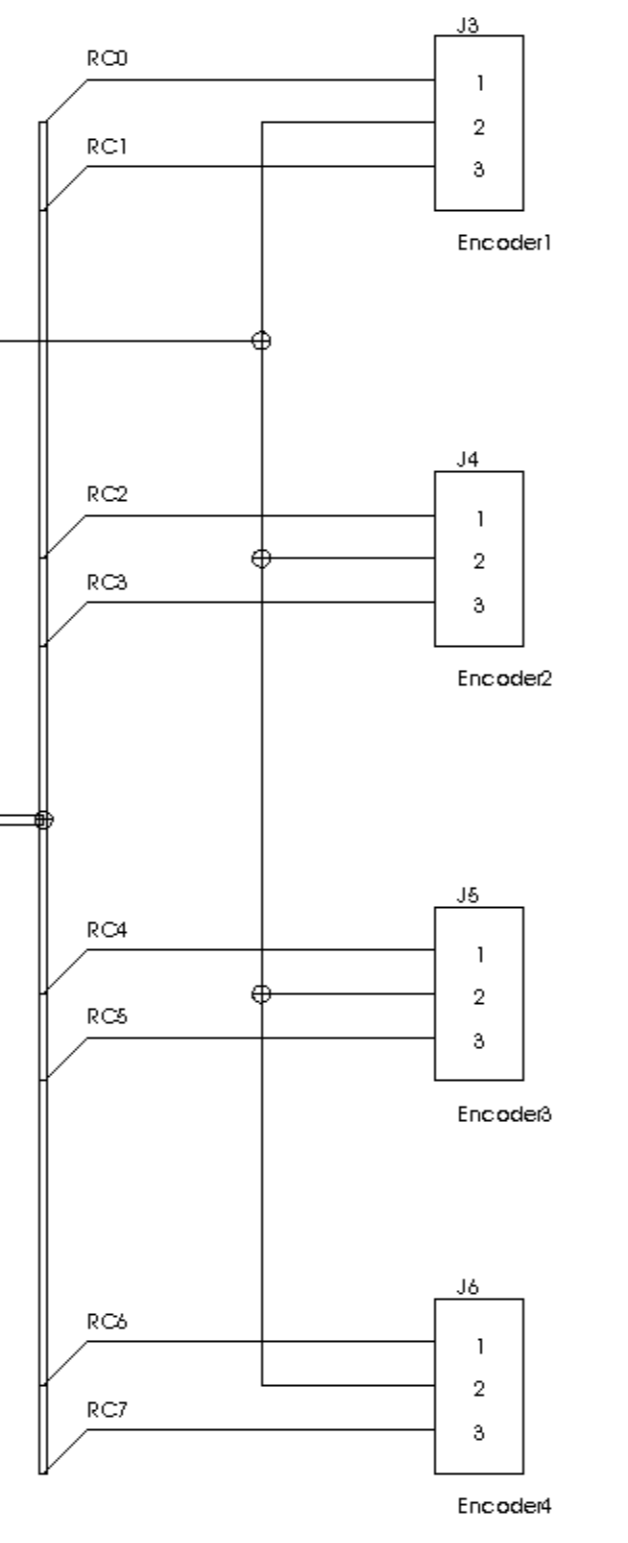 J3
RC0
1
2
RC1
3
Encoder1
J4
RC2
1
2
RC3
3
Encoder2
J5
RC4
1
2
RC5
3
Encoder3
J6
RC6
1
2
RC7
3
Encoder4